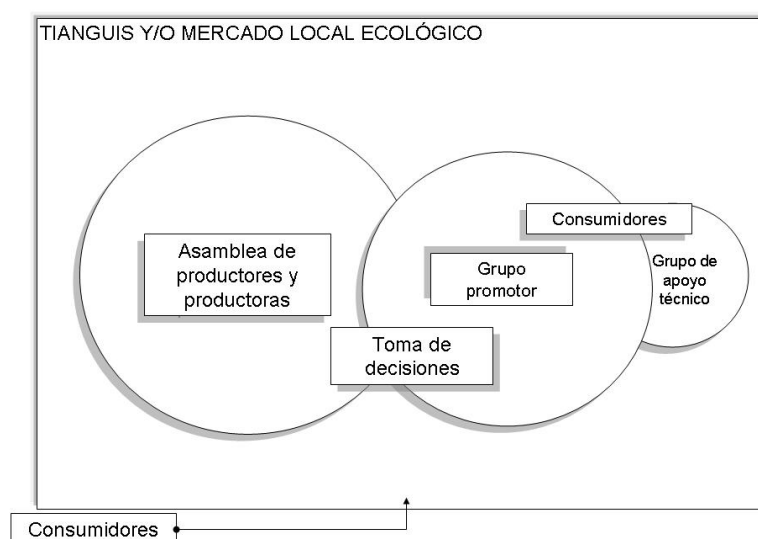 TIANGUIS Y/O MERCADO LOCAL ECOLÓGICO
Asamblea de
productores y
productoras
Toma de
decisiones
Grupo
promotor
Consumidores
Grupo de
apoyo
técnico
Consumidores